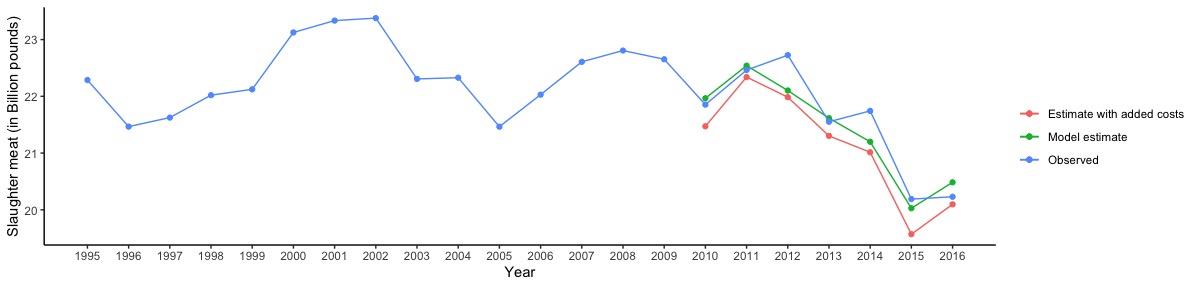 Slaughter meat (in Billion pounds)
23
22
21
20
1995 1996 1997 1998 1999 2000 2001 2002 2003 2004 2005 2006 2007 2008 2009 2010 2011 2012 2013 2014 2015 2016
Year
Estimate with added costs
Model estimate
Observed